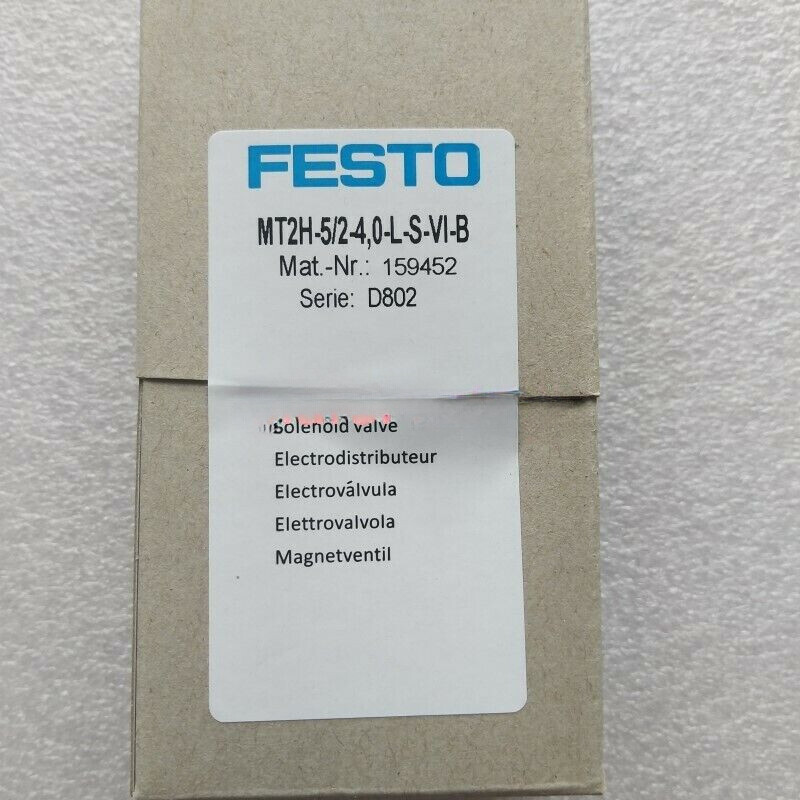 FESTO
MT2H-5/2-4,0-L-S-VI-B
Mat.-Nr.: 159452
Serie: D802
Solenoid valve
Electrodistributeur
Electroválvula
Elettrovalvola
Magnetventil